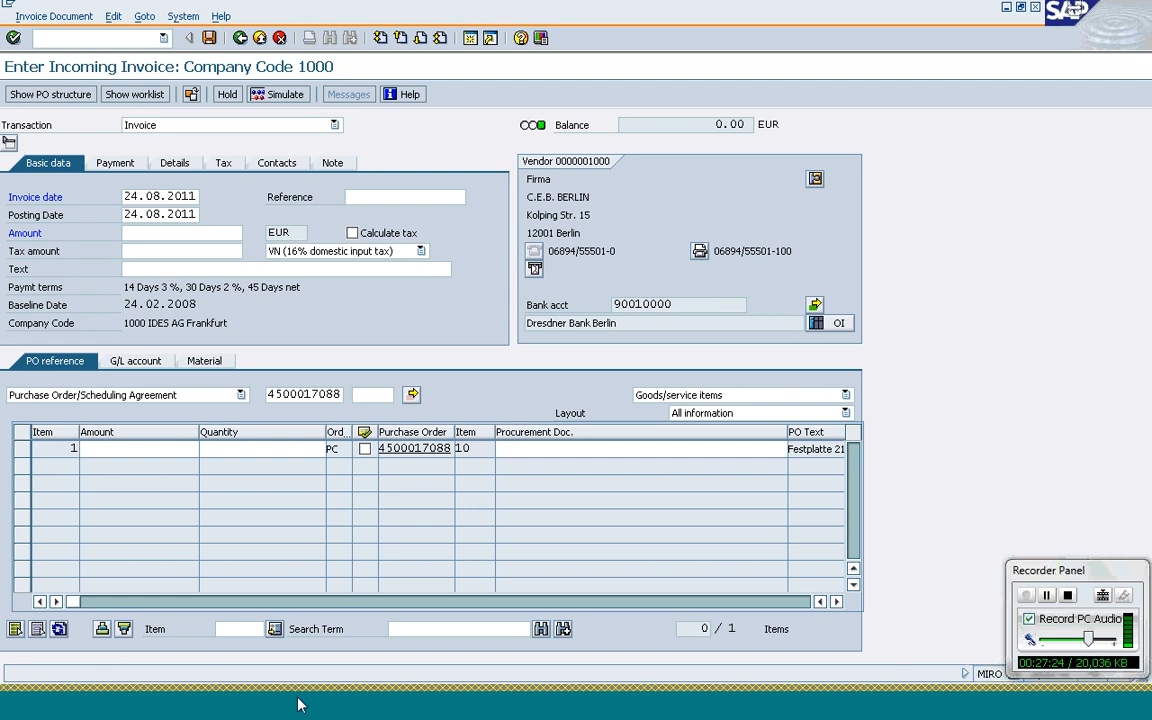 Invoice Document Edit Goto System Help
SAP
Enter Incoming Invoice: Company Code 1000
Show PO structure Show worklist Hold Simulate Messages Help
Transaction Invoice Balance 0.00 EUR
Basic data Payment Details Tax Contacts Note
Invoice date 24.08.2011 Reference
Posting Date 24.08.2011
Amount EUR Calculate tax
Tax amount VN (16% domestic input tax)
Text
Paymt terms 14 Days 3 %, 30 Days 2 %, 45 Days net
Baseline Date 24.02.2008
Company Code 1000 IDES AG Frankfurt
Vendor 0000001000
Firma
C.E.B. BERLIN
Kolping Str. 15
12001 Berlin
06894/55501-0 06894/55501-100
Bank acct 90010000
Dresdner Bank Berlin OI
PO reference G/L account Material
Purchase Order/Scheduling Agreement 4500017088 Goods/service items
Layout All information
Item Amount Quantity Ord... Purchase Order Item Procurement Doc. PO Text
1 PC 4500017088 10 Festplatte 21
Item Search Term 0 / 1 Items
MIRO
Recorder Panel
Record PC Audio
00:27:24 / 20,036 KB